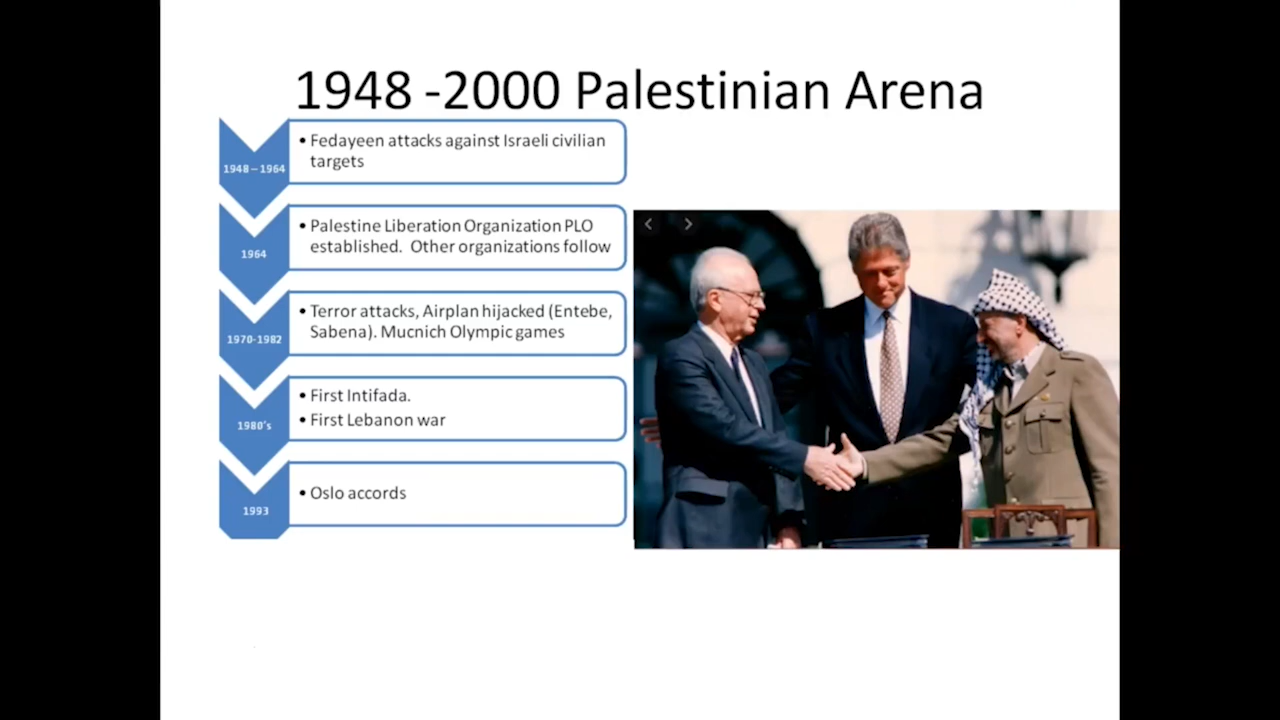 1948 -2000 Palestinian Arena
1948 – 1964
• Fedayeen attacks against Israeli civilian
targets
1964
• Palestine Liberation Organization PLO
established. Other organizations follow
1970-1982
• Terror attacks, Airplan hijacked (Entebe,
Sabena). Mucnich Olympic games
1980's
• First Intifada.
• First Lebanon war
1993
• Oslo accords